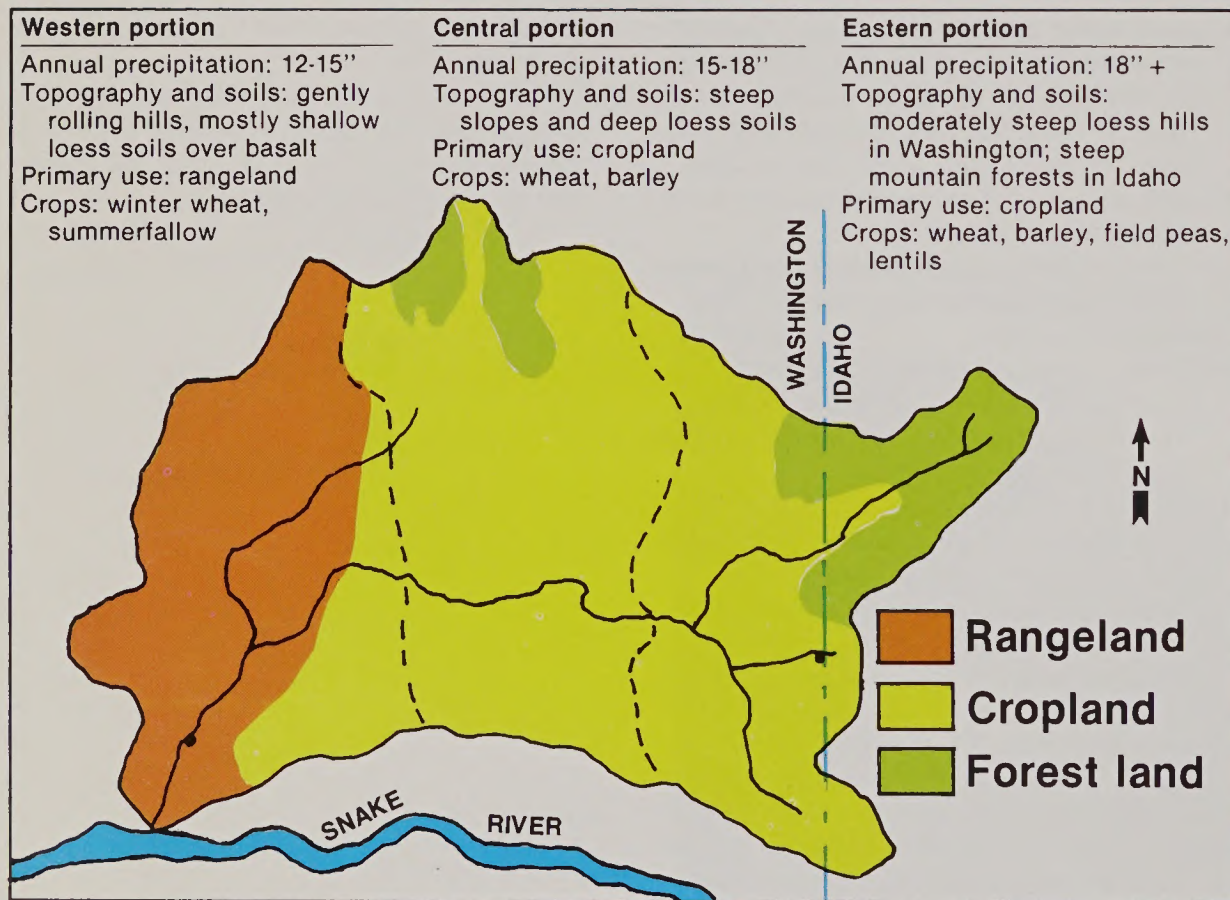 Western portion
Annual precipitation: 12-15"
Topography and soils: gently
rolling hills, mostly shallow
loess soils over basalt
Primary use: rangeland
Crops: winter wheat,
summerfallow
Central portion
Annual precipitation: 15-18"
Topography and soils: steep
slopes and deep loess soils
Primary use: cropland
Crops: wheat, barley
Eastern portion
Annual precipitation: 18" +
Topography and soils:
moderately steep loess hills
in Washington; steep
mountain forests in Idaho
Primary use: cropland
Crops: wheat, barley, field peas,
lentils
WASHINGTON
IDAHO
N
Rangeland
Cropland
Forest land
SNAKE RIVER